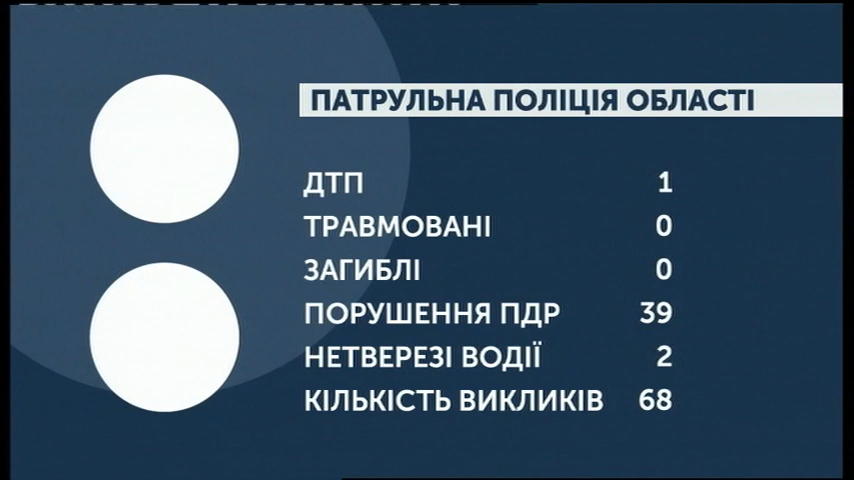 ПАТРУЛЬНА ПОЛІЦІЯ ОБЛАСТІ
ДТП 1
ТРАВМОВАНІ 0
ЗАГИБЛІ 0
ПОРУШЕННЯ ПДР 39
НЕТВЕРЕЗІ ВОДІЇ 2
КІЛЬКІСТЬ ВИКЛИКІВ 68